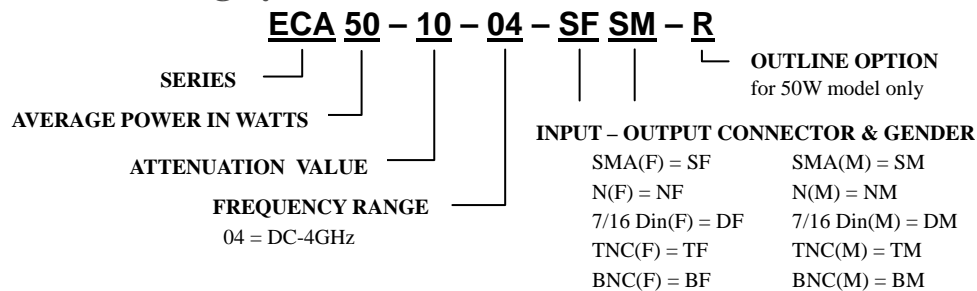 ECA 50 – 10 – 04 – SF SM – R
OUTLINE OPTION
for 50W model only
SERIES
AVERAGE POWER IN WATTS
INPUT – OUTPUT CONNECTOR & GENDER
ATTENUATION VALUE
SMA(F) = SF SMA(M) = SM
N(F) = NF N(M) = NM
FREQUENCY RANGE
7/16 Din(F) = DF 7/16 Din(M) = DM
04 = DC-4GHz
TNC(F) = TF TNC(M) = TM
BNC(F) = BF BNC(M) = BM